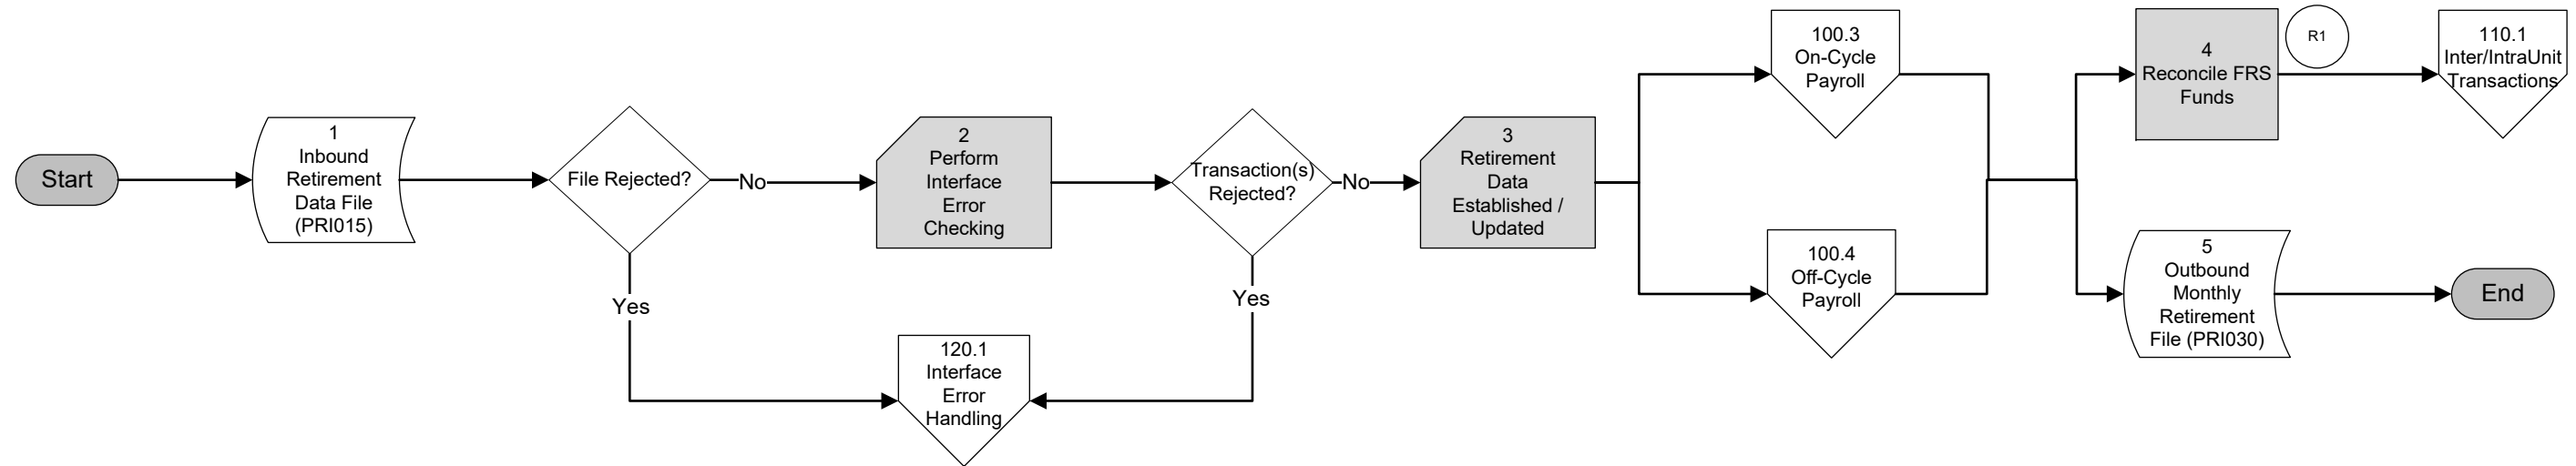 Start
1
Inbound
Retirement
Data File
(PRI015)
File Rejected?
No
Yes
2
Perform
Interface
Error
Checking
Transaction(s)
Rejected?
No
Yes
120.1
Interface
Error
Handling
3
Retirement
Data
Established /
Updated
100.3
On-Cycle
Payroll
100.4
Off-Cycle
Payroll
4
Reconcile FRS
Funds
R1
110.1
Inter/IntraUnit
Transactions
5
Outbound
Monthly
Retirement
File (PRI030)
End